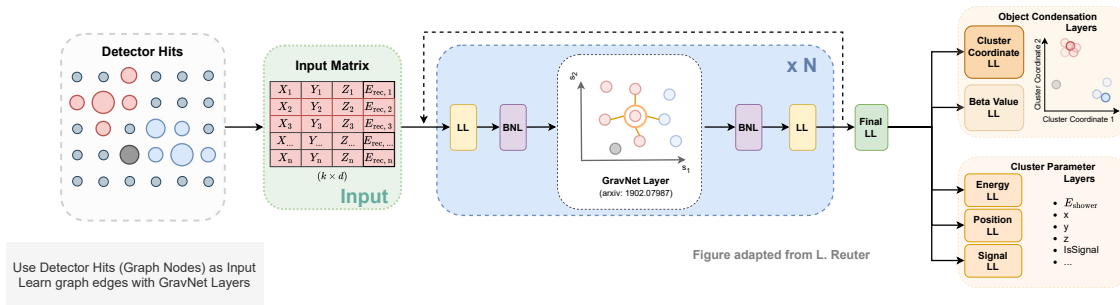 Detector Hits
Input Matrix
X1 Y1 Z1 Erec, 1
X2 Y2 Z2 Erec, 2
X3 Y3 Z3 Erec, 3
X... Y... Z... Erec, ...
Xn Yn Zn Erec, n
(k × d)
Input
x N
LL
BNL
s2
s1
GravNet Layer
(arxiv: 1902.07987)
BNL
LL
Final
LL
Object Condensation
Layers
Cluster
Coordinate
LL
Beta Value
LL
Cluster Coordinate 2
Cluster Coordinate 1
Cluster Parameter
Layers
Energy
LL
Position
LL
Signal
LL
• Eshower
• x
• y
• z
• IsSignal
• ...
Use Detector Hits (Graph Nodes) as Input
Learn graph edges with GravNet Layers
Figure adapted from L. Reuter